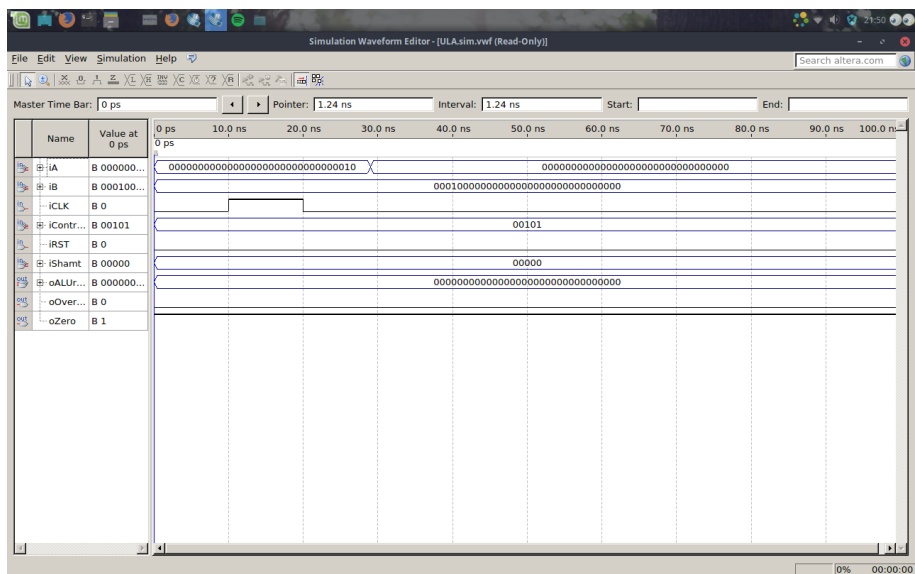 21:50
Simulation Waveform Editor - [ULA.sim.vwf (Read-Only)]
File Edit View Simulation Help
Search altera.com
Master Time Bar: 0 ps Pointer: 1.24 ns Interval: 1.24 ns Start: End:
Name Value at 0 ps
0 ps 10.0 ns 20.0 ns 30.0 ns 40.0 ns 50.0 ns 60.0 ns 70.0 ns 80.0 ns 90.0 ns 100.0 ns
0 ps
iA B 000000... 00000000000000000000000000000010 00000000000000000000000000000000
iB B 000100... 00010000000000000000000000000000
iCLK B 0
iContr... B 00101 00101
iRST B 0
iShamt B 00000 00000
oALUr... B 000000... 00000000000000000000000000000000
oOver... B 0
oZero B 1
0% 00:00:00